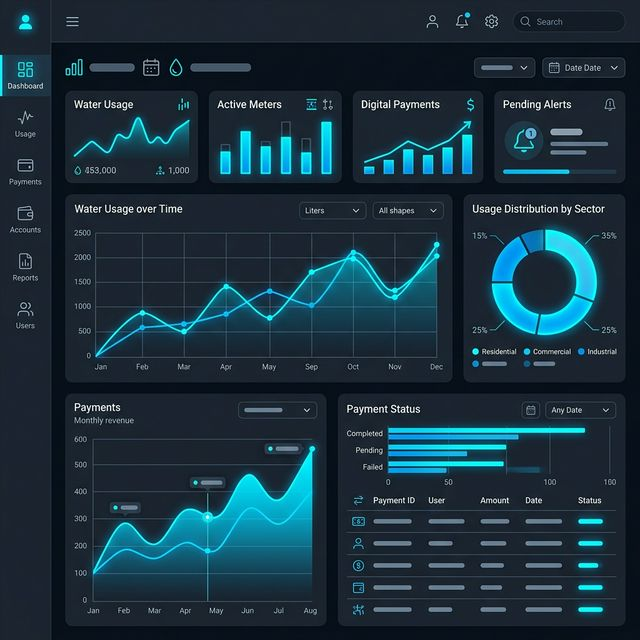 Search
Dashboard
Usage
Payments
Accounts
Reports
Users
Date Date
Water Usage
453,000
1,000
Active Meters
Digital Payments
$
Pending Alerts
1
Water Usage over Time
Liters
All shapes
2500
2000
1500
1000
1000
500
0
Jan Feb Mar Apr May Sep Oct Nov Dec
Usage Distribution by Sector
15%
35%
25%
25%
Residential
Commercial
Industrial
Payments
Monthly revenue
600
500
400
300
200
100
0
Jan Feb Mar Apr May Jun Jul Aug
Payment Status
Any Date
Completed
Pending
Failed
0 50 100 190
Payment ID User Amount Date Status